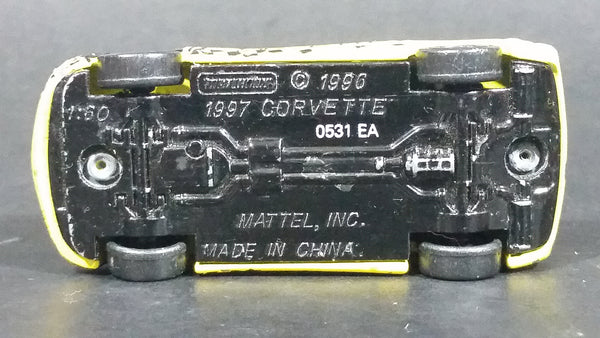 MATCHBOX © 1996
1:60
1997 CORVETTE
0531 EA
MATTEL, INC.
MADE IN CHINA.